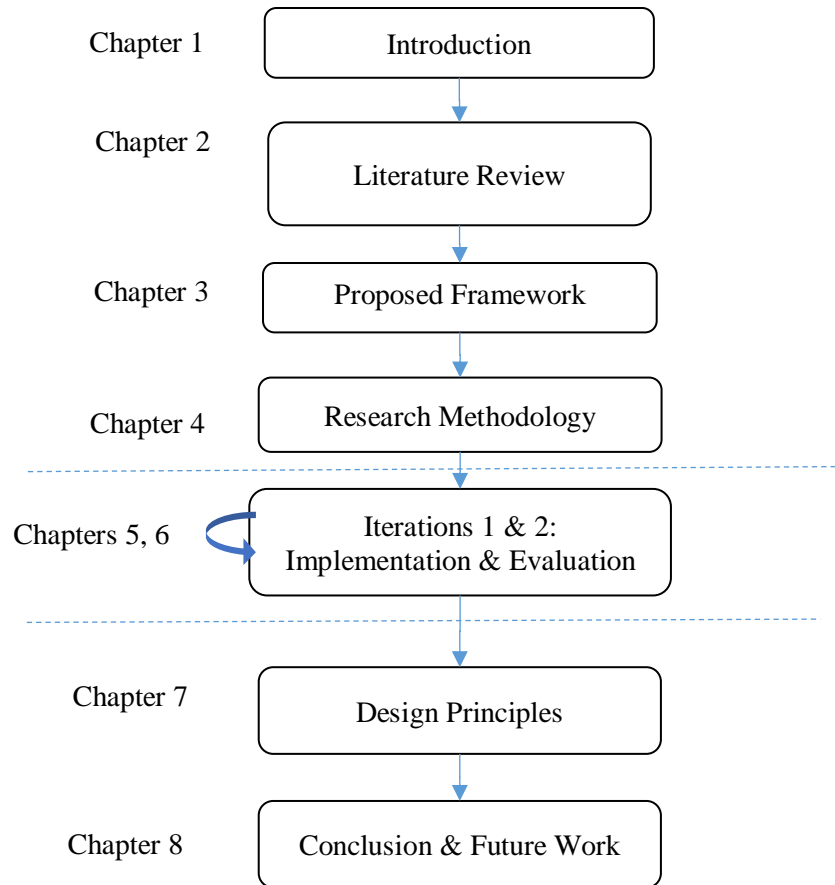 Chapter 1
Introduction
Chapter 2
Literature Review
Chapter 3
Proposed Framework
Chapter 4
Research Methodology
Chapters 5, 6
Iterations 1 & 2:
Implementation & Evaluation
Chapter 7
Design Principles
Chapter 8
Conclusion & Future Work